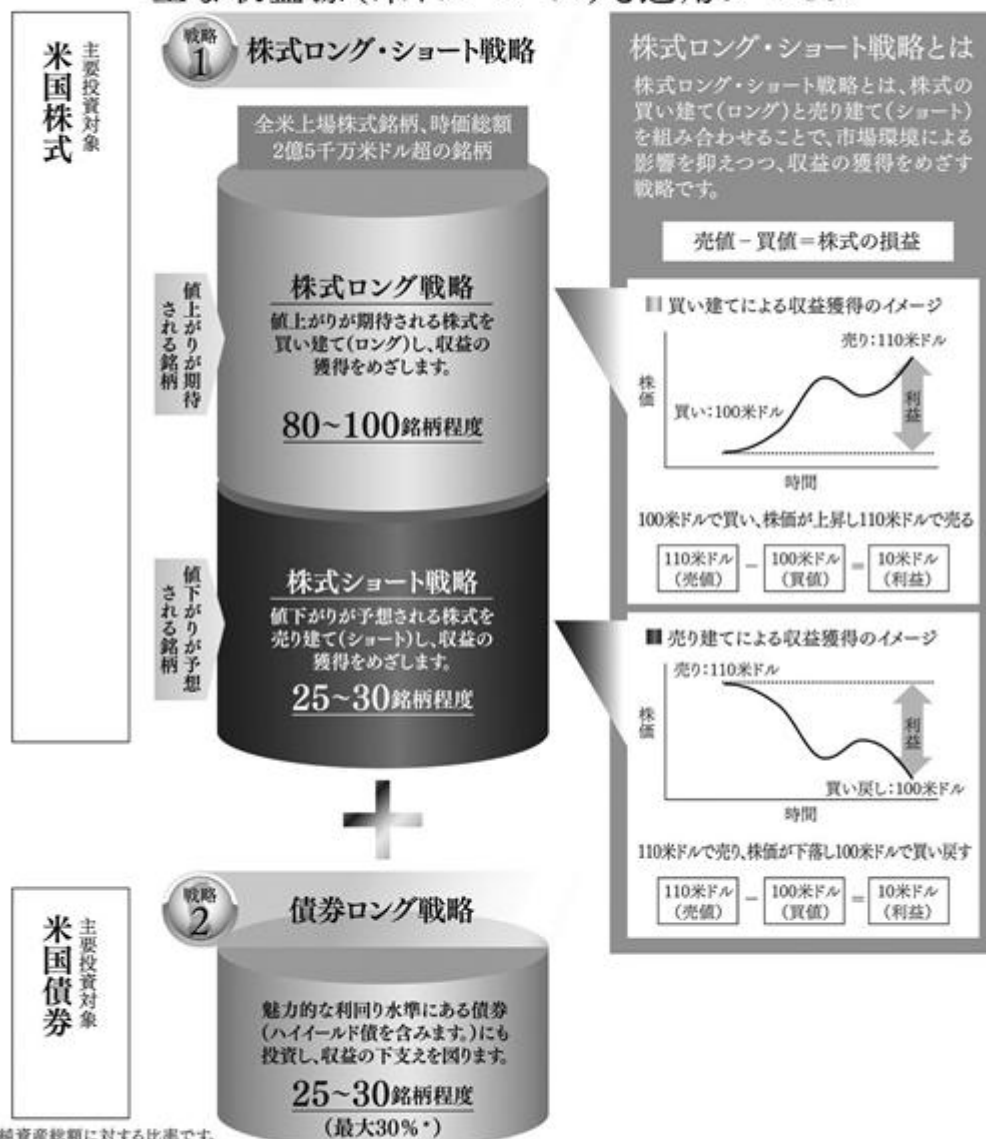 主要投資対象
米国株式
戦略
1
株式ロング・ショート戦略
全米上場株式銘柄、時価総額
2億5千万米ドル超の銘柄
値上がりが期待
される銘柄
株式ロング戦略
値上がりが期待される株式を
買い建て(ロング)し、収益の
獲得をめざします。
80~100銘柄程度
値下がりが予想
される銘柄
株式ショート戦略
値下がりが予想される株式を
売り建て(ショート)し、収益の
獲得をめざします。
25~30銘柄程度
株式ロング・ショート戦略とは
株式ロング・ショート戦略とは、株式の
買い建て(ロング)と売り建て(ショート)
を組み合わせることで、市場環境による
影響を抑えつつ、収益の獲得をめざす
戦略です。
売値-買値=株式の損益
買い建てによる収益獲得のイメージ
売り:110米ドル
株価
買い:100米ドル
利益
時間
100米ドルで買い、株価が上昇し110米ドルで売る
110米ドル - 100米ドル = 10米ドル
(売値) (買値) (利益)
売り建てによる収益獲得のイメージ
売り:110米ドル
株価
利益
買い戻し:100米ドル
時間
110米ドルで売り、株価が下落し100米ドルで買い戻す
110米ドル - 100米ドル = 10米ドル
(売値) (買値) (利益)
主要投資対象
米国債券
戦略
2
債券ロング戦略
魅力的な利回り水準にある債券
(ハイイールド債を含みます。)にも
投資し、収益の下支えを図ります。
25~30銘柄程度
(最大30%*)
純資産総額に対する比率です。